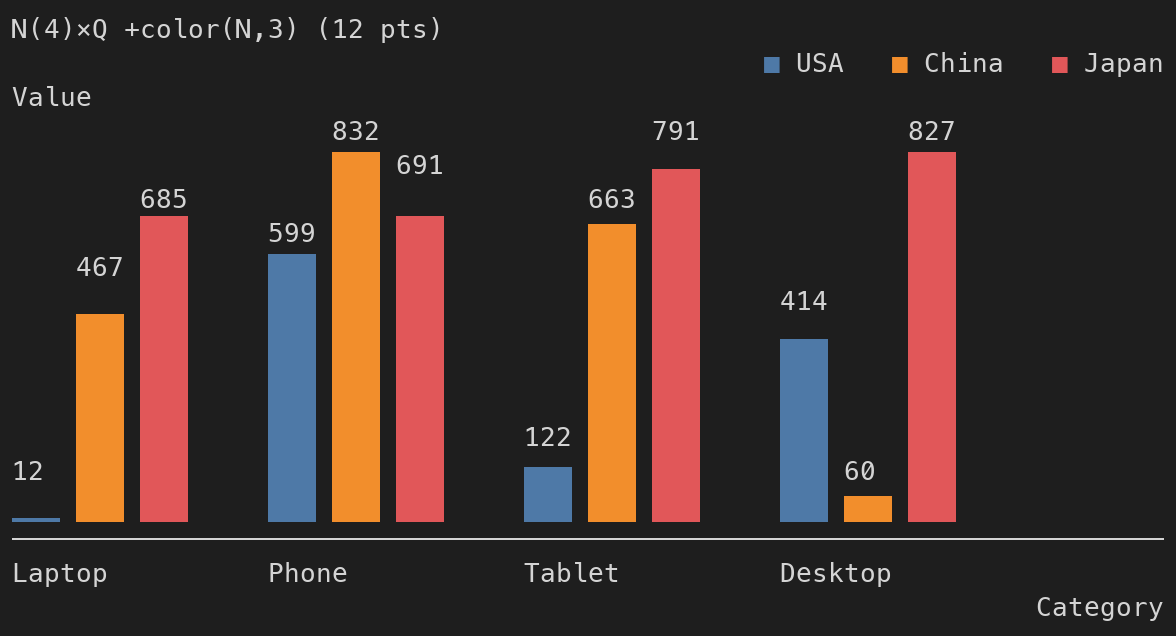 N(4)×Q +color(N,3) (12 pts)
USA China Japan
Value
832 791 827
691
685 663
599
467
414
122
12 60
Laptop Phone Tablet Desktop
Category